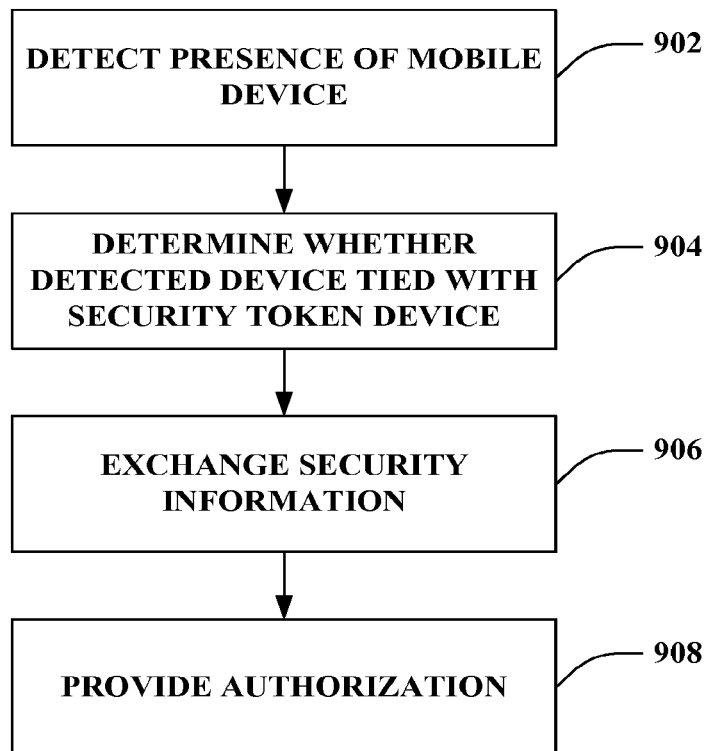 DETECT PRESENCE OF MOBILE
DEVICE
902
DETERMINE WHETHER
DETECTED DEVICE TIED WITH
SECURITY TOKEN DEVICE
904
EXCHANGE SECURITY
INFORMATION
906
PROVIDE AUTHORIZATION
908